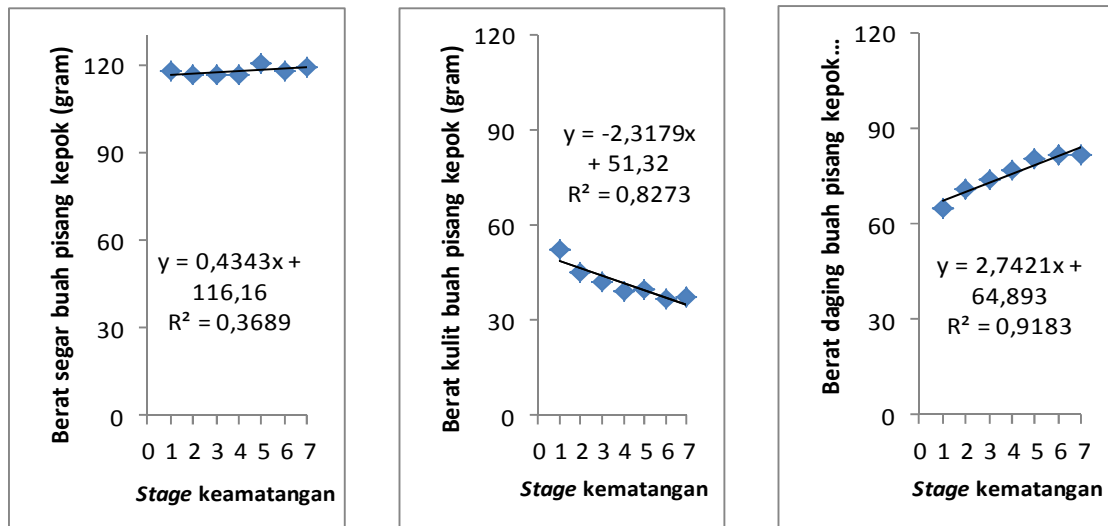 Berat segar buah pisang kepok (gram)
120
90
60
30
0
y = 0,4343x +
116,16
R² = 0,3689
0 1 2 3 4 5 6 7
Stage keamatangan
Berat kulit buah pisang kepok (gram)
120
90
60
30
0
y = -2,3179x
+ 51,32
R² = 0,8273
0 1 2 3 4 5 6 7
Stage kematangan
Berat daging buah pisang kepok...
120
90
60
30
0
y = 2,7421x +
64,893
R² = 0,9183
0 1 2 3 4 5 6 7
Stage kematangan